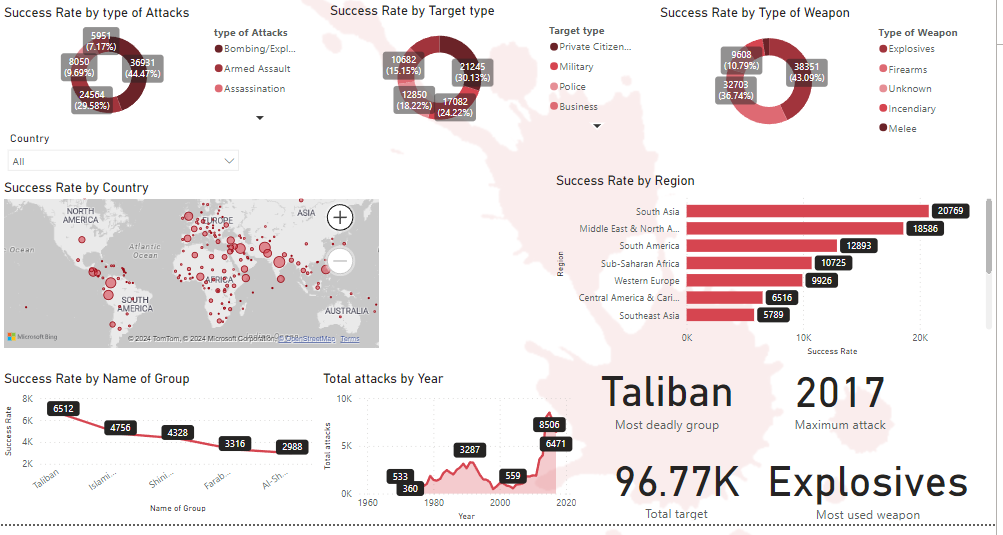 Success Rate by type of Attacks
5951
(7.17%)
8050
(9.69%)
36931
(44.47%)
24564
(29.58%)
type of Attacks
Bombing/Expl...
Armed Assault
Assassination
Success Rate by Target type
10682
(15.15%)
21245
(30.13%)
12850
(18.22%)
17082
(24.22%)
Target type
Private Citizen...
Military
Police
Business
Success Rate by Type of Weapon
9608
(10.79%)
38351
(43.09%)
32703
(36.74%)
Type of Weapon
Explosives
Firearms
Unknown
Incendiary
Melee
Country
All
Success Rate by Country
NORTH
AMERICA
EUROPE
ASIA
Ocean
Atlantic
Ocean
AFRICA
SOUTH
AMERICA
AUSTRALIA
Microsoft Bing
© 2024 TomTom, © 2024 Microsoft Corporation, © OpenStreetMap Terms
Success Rate by Region
Region
South Asia 20769
Middle East & North A... 18586
South America 12893
Sub-Saharan Africa 10725
Western Europe 9926
Central America & Cari... 6516
Southeast Asia 5789
0K 10K 20K
Success Rate
Success Rate by Name of Group
Success Rate
8K
6K
4K
2K
6512
4756
4328
3316
2988
Taliban Islami... Shini... Farab... Al-Sh...
Name of Group
Total attacks by Year
Total attacks
10K
5K
0K
533
360
3287
559
8506
6471
1960 1980 2000 2020
Year
Taliban
Most deadly group
2017
Maximum attack
96.77K
Total target
Explosives
Most used weapon